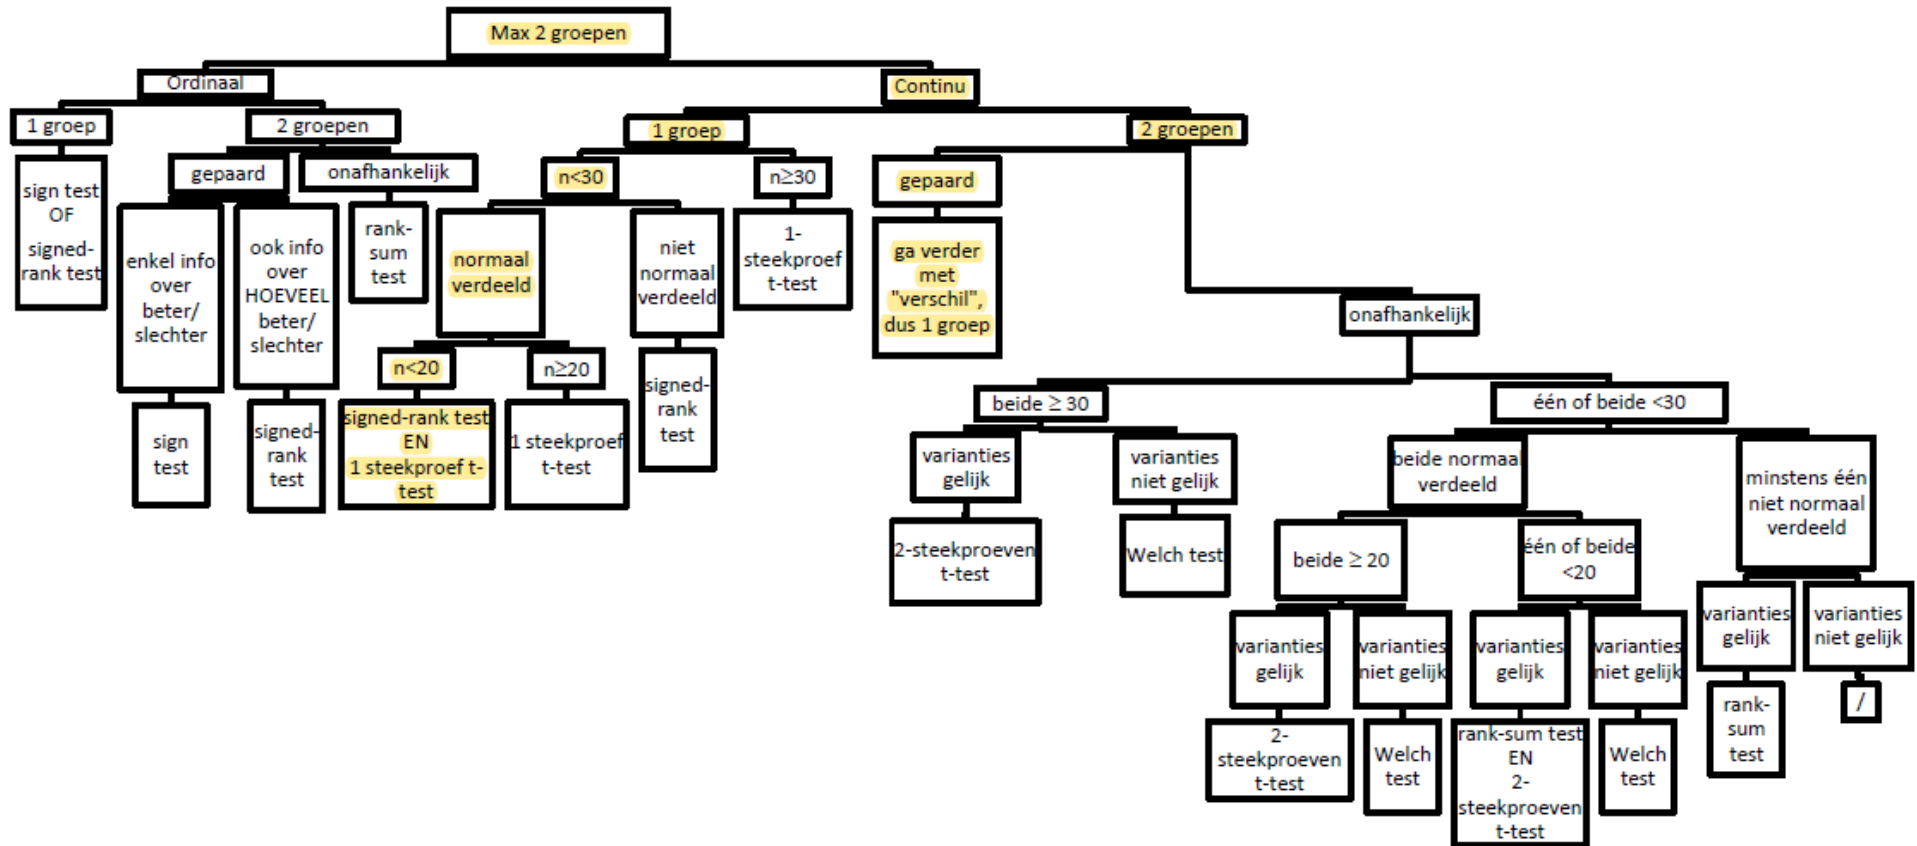 Max 2 groepen
Ordinaal
Continu
1 groep
2 groepen
1 groep
2 groepen
gepaard
onafhankelijk
n<30
n≥30
gepaard
sign test
OF
signed-
rank test
enkel info
over
beter/
slechter
ook info
over
HOEVEEL
beter/
slechter
rank-
sum
test
normaal
verdeeld
niet
normaal
verdeeld
1-
steekproef
t-test
ga verder
met
"verschil",
dus 1 groep
onafhankelijk
n<20
n≥20
sign
test
signed-
rank
test
signed-rank test
EN
1 steekproef t-
test
1 steekproef
t-test
signed-
rank
test
beide ≥ 30
één of beide <30
varianties
gelijk
varianties
niet gelijk
beide normaal
verdeeld
minstens één
niet normaal
verdeeld
2-steekproeven
t-test
Welch test
beide ≥ 20
één of beide
<20
varianties
gelijk
varianties
niet gelijk
varianties
gelijk
varianties
niet gelijk
varianties
gelijk
varianties
niet gelijk
2-
steekproeven
t-test
Welch
test
rank-sum test
EN
2-
steekproeven
t-test
Welch
test
rank-
sum
test
/